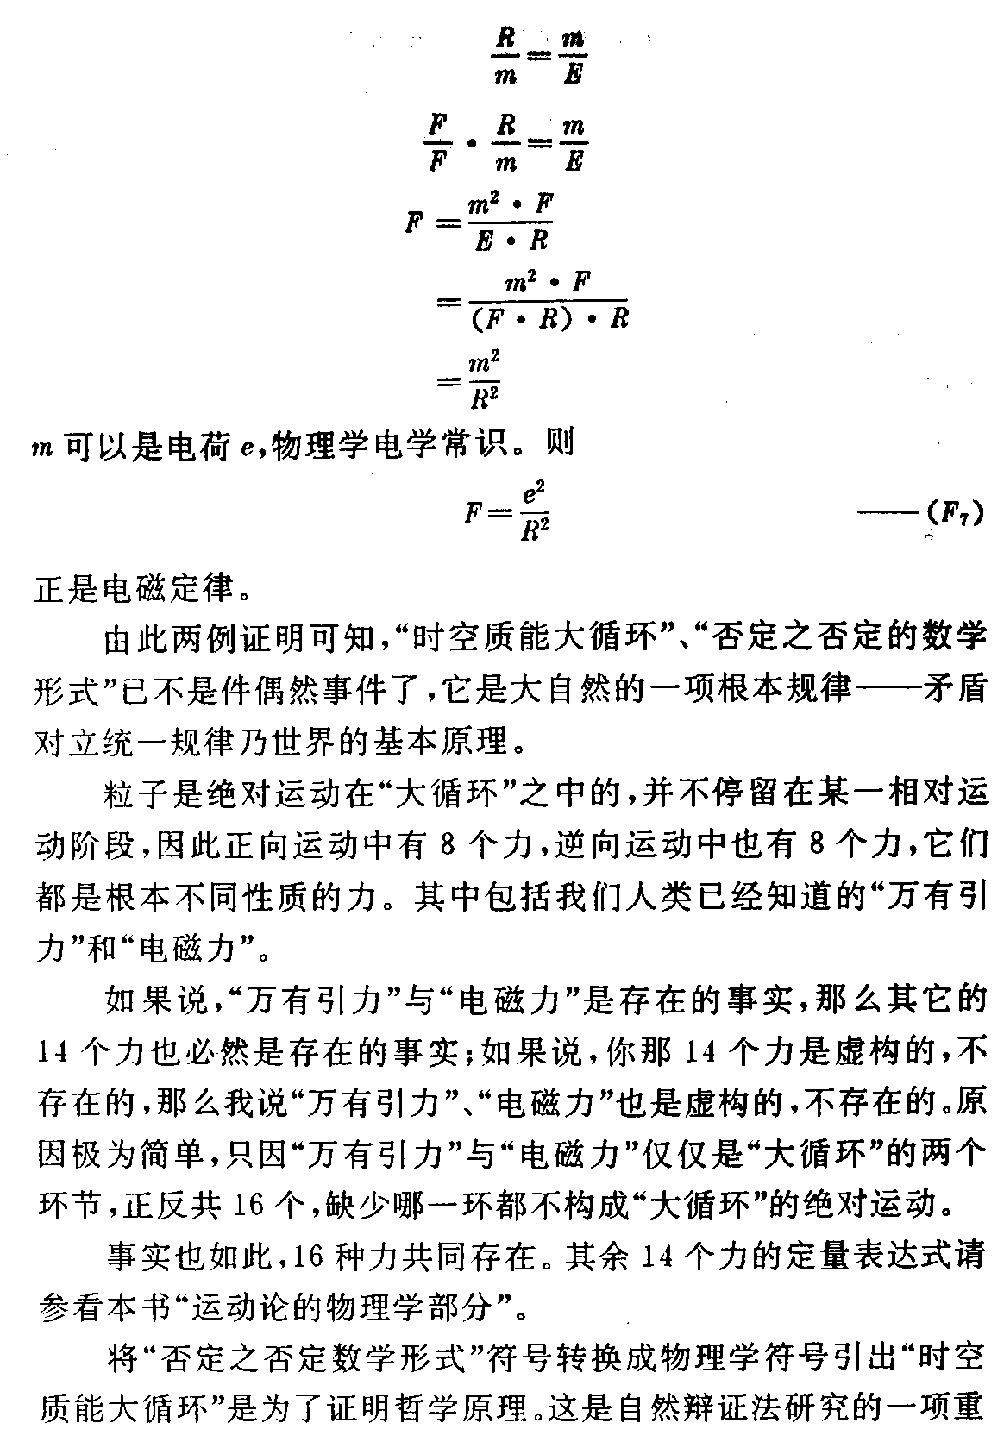 R/m = m/E
F/F · R/m = m/E
F = m² · F / E · R
= m² · F / (F · R) · R
= m² / R²
m 可以是电荷 e,物理学电学常识。则
F = e² / R² ——(F₇)
正是电磁定律。
由此两例证明可知,“时空质能大循环”、“否定之否定的数学
形式”已不是件偶然事件了,它是大自然的一项根本规律——矛盾
对立统一规律乃世界的基本原理。
粒子是绝对运动在“大循环”之中的,并不停留在某一相对运
动阶段,因此正向运动中有 8 个力,逆向运动中也有 8 个力,它们
都是根本不同性质的力。其中包括我们人类已经知道的“万有引
力”和“电磁力”。
如果说,“万有引力”与“电磁力”是存在的事实,那么其它的
14 个力也必然是存在的事实;如果说,你那 14 个力是虚构的,不
存在的,那么我说“万有引力”、“电磁力”也是虚构的,不存在的。原
因极为简单,只因“万有引力”与“电磁力”仅仅是“大循环”的两个
环节,正反共 16 个,缺少哪一环都不构成“大循环”的绝对运动。
事实也如此,16 种力共同存在。其余 14 个力的定量表达式请
参看本书“运动论的物理学部分”。
将“否定之否定数学形式”符号转换成物理学符号引出“时空
质能大循环”是为了证明哲学原理。这是自然辩证法研究的一项重